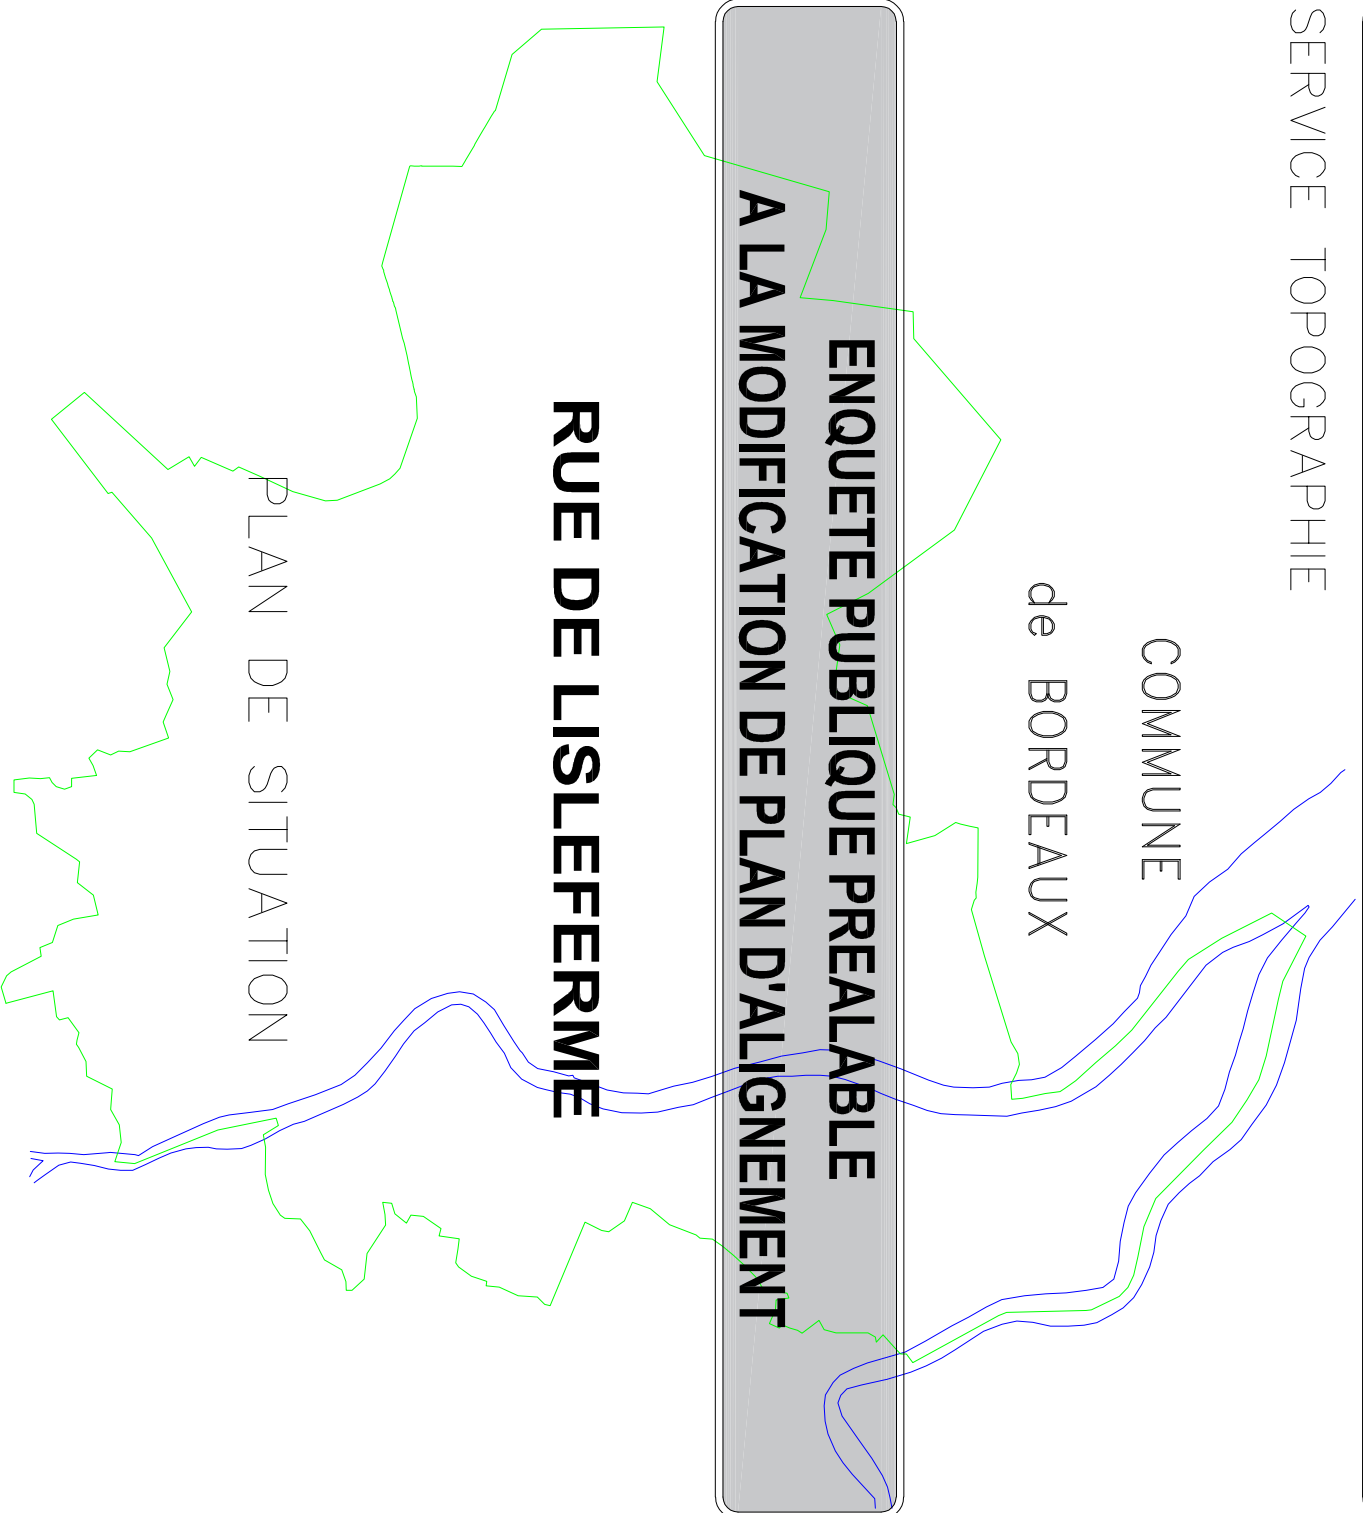 SERVICE TOPOGRAPHIE
COMMUNE
de BORDEAUX
ENQUETE PUBLIQUE PREALABLE
A LA MODIFICATION DE PLAN D'ALIGNEMENT
RUE DE LISLEFERME
PLAN DE SITUATION